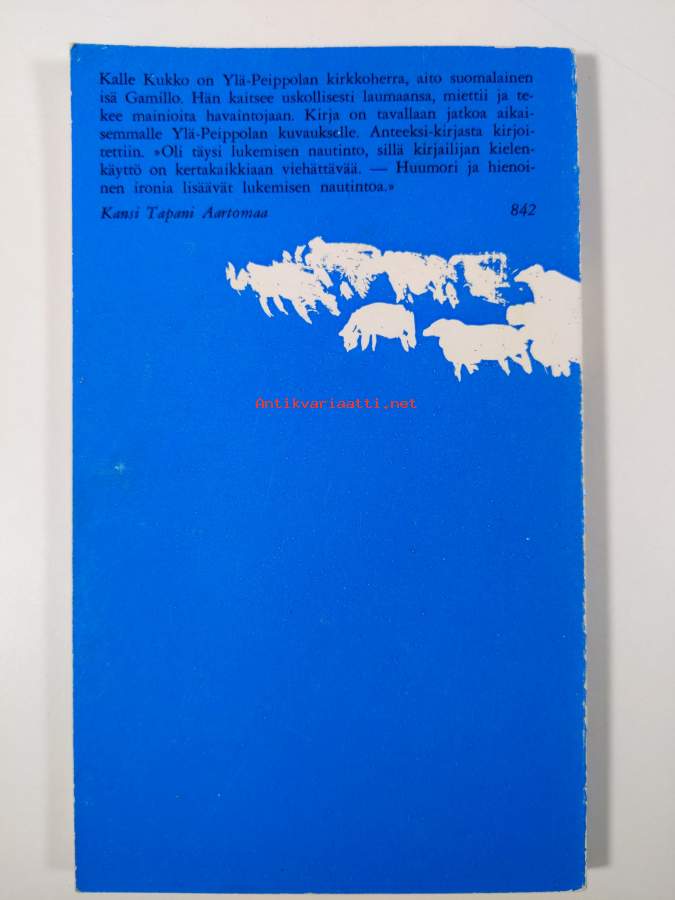 Kalle Kukko on Ylä-Peippolan kirkkoherra, aito suomalainen
isä Gamillo. Hän kaitsee uskollisesti laumaansa, miettii ja te-
kee mainioita havaintojaan. Kirja on tavallaan jatkoa aikai-
semmalle Ylä-Peippolan kuvaukselle. Anteeksi-kirjasta kirjoi-
tettiin. »Oli täysi lukemisen nautinto, sillä kirjailijan kielen-
käyttö on kertakaikkiaan viehättävää. — Huumori ja hienoi-
nen ironia lisäävät lukemisen nautintoa.»
Kansi Tapani Aartomaa 842
Antikvariaatti.net